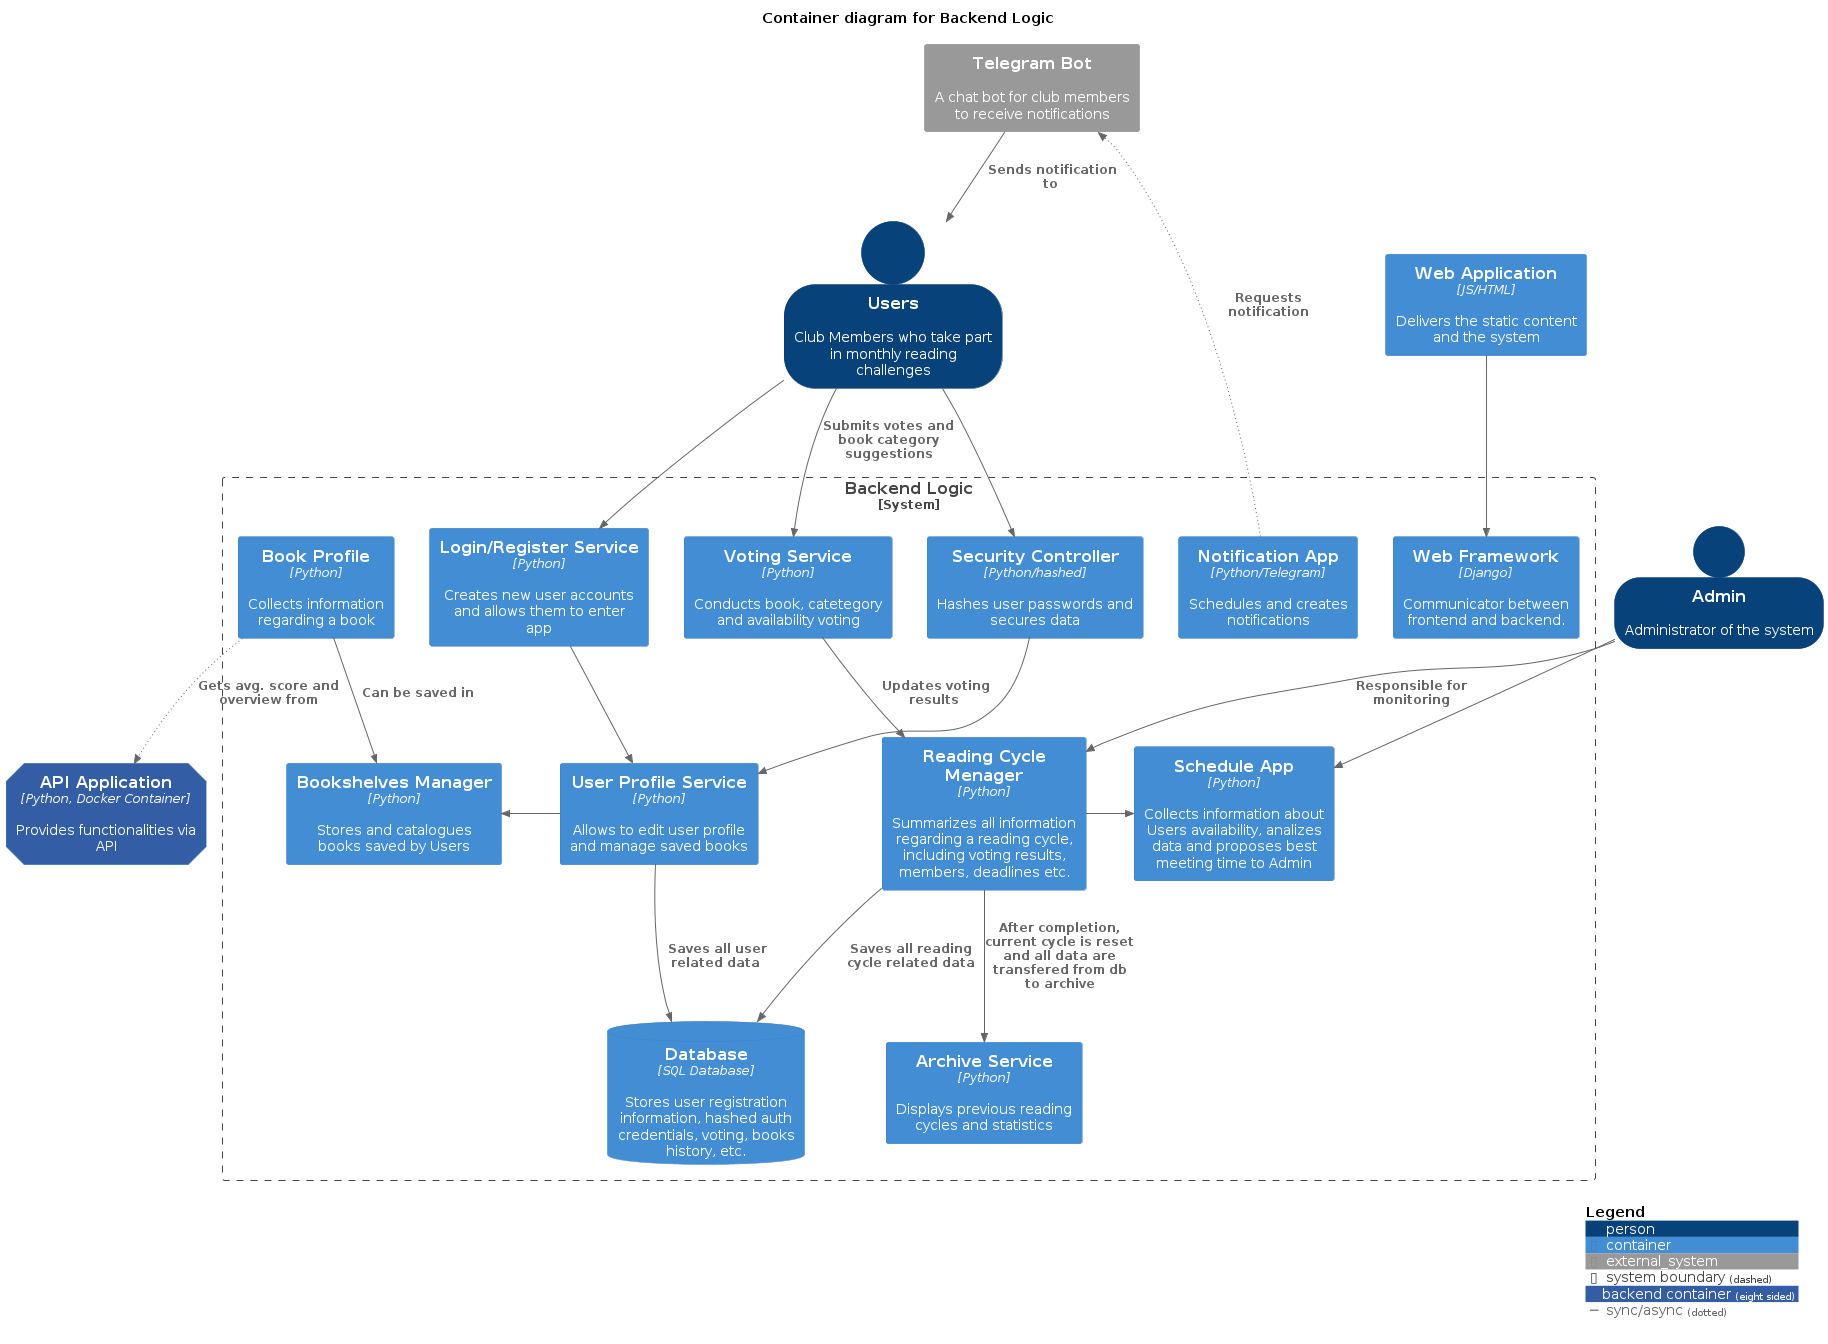 Container diagram for Backend Logic
Telegram Bot
A chat bot for club members
to receive notifications
Sends notification
to
Users
Club Members who take part
in monthly reading
challenges
Requests
notification
Web Application
[JS/HTML]
Delivers the static content
and the system
Submits votes and
book category
suggestions
Backend Logic
[System]
Book Profile
[Python]
Collects information
regarding a book
Login/Register Service
[Python]
Creates new user accounts
and allows them to enter
app
Voting Service
[Python]
Conducts book, catetegory
and availability voting
Security Controller
[Python/hashed]
Hashes user passwords and
secures data
Notification App
[Python/Telegram]
Schedules and creates
notifications
Web Framework
[Django]
Communicator between
frontend and backend.
Admin
Administrator of the system
Gets avg. score and
overview from
Can be saved in
Updates voting
results
Responsible for
monitoring
API Application
[Python, Docker Container]
Provides functionalities via
API
Bookshelves Manager
[Python]
Stores and catalogues
books saved by Users
User Profile Service
[Python]
Allows to edit user profile
and manage saved books
Reading Cycle
Menager
[Python]
Summarizes all information
regarding a reading cycle,
including voting results,
members, deadlines etc.
Schedule App
[Python]
Collects information about
Users availability, analizes
data and proposes best
meeting time to Admin
Saves all user
related data
Saves all reading
cycle related data
After completion,
current cycle is reset
and all data are
transfered from db
to archive
Database
[SQL Database]
Stores user registration
information, hashed auth
credentials, voting, books
history, etc.
Archive Service
[Python]
Displays previous reading
cycles and statistics
Legend
person
container
external_system
system boundary (dashed)
backend container (eight sided)
sync/async (dotted)